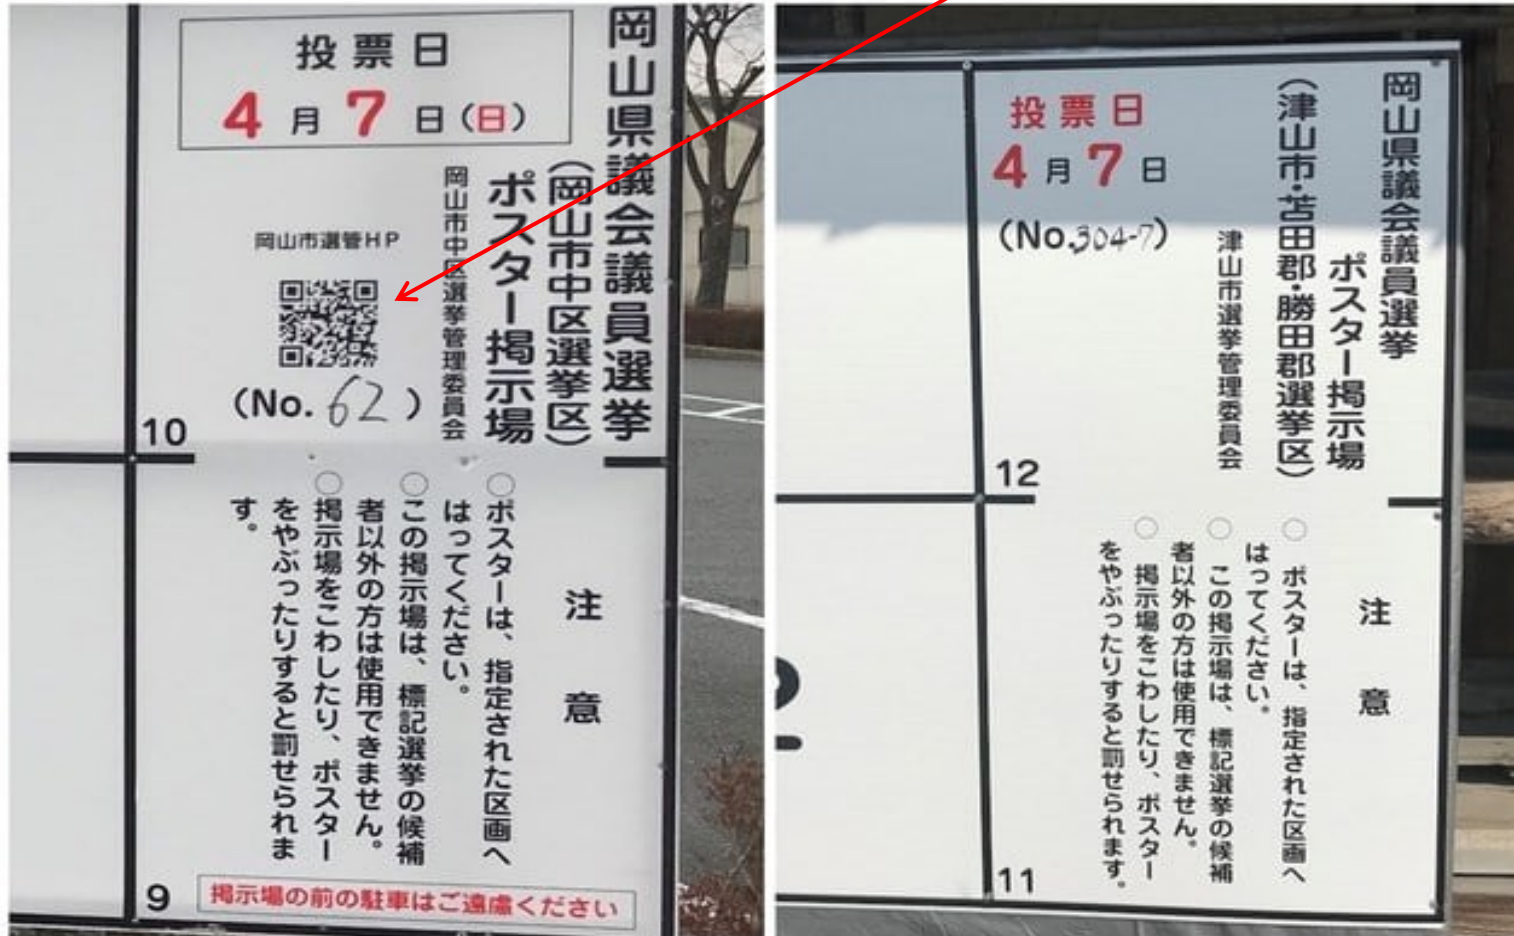 投票日
4月7日(日)
岡山県議会議員選挙
(岡山市中区選挙区)
ポスター掲示場
岡山市中区選挙管理委員会
岡山市選管HP
(No. 62)
10
注意
○ポスターは、指定された区画へ
はってください。
○この掲示場は、標記選挙の候補
者以外の方は使用できません。
○掲示場をこわしたり、ポスター
をやぶったりすると罰せられま
す。
9
掲示場の前の駐車はご遠慮ください
岡山県議会議員選挙
ポスター掲示場
(津山市・苫田郡・勝田郡選挙区)
津山市選挙管理委員会
投票日
4月7日
(No.304-7)
12
注意
○ポスターは、指定された区画へ
はってください。
○この掲示場は、標記選挙の候補
者以外の方は使用できません。
○掲示場をこわしたり、ポスター
をやぶったりすると罰せられます。
11
2